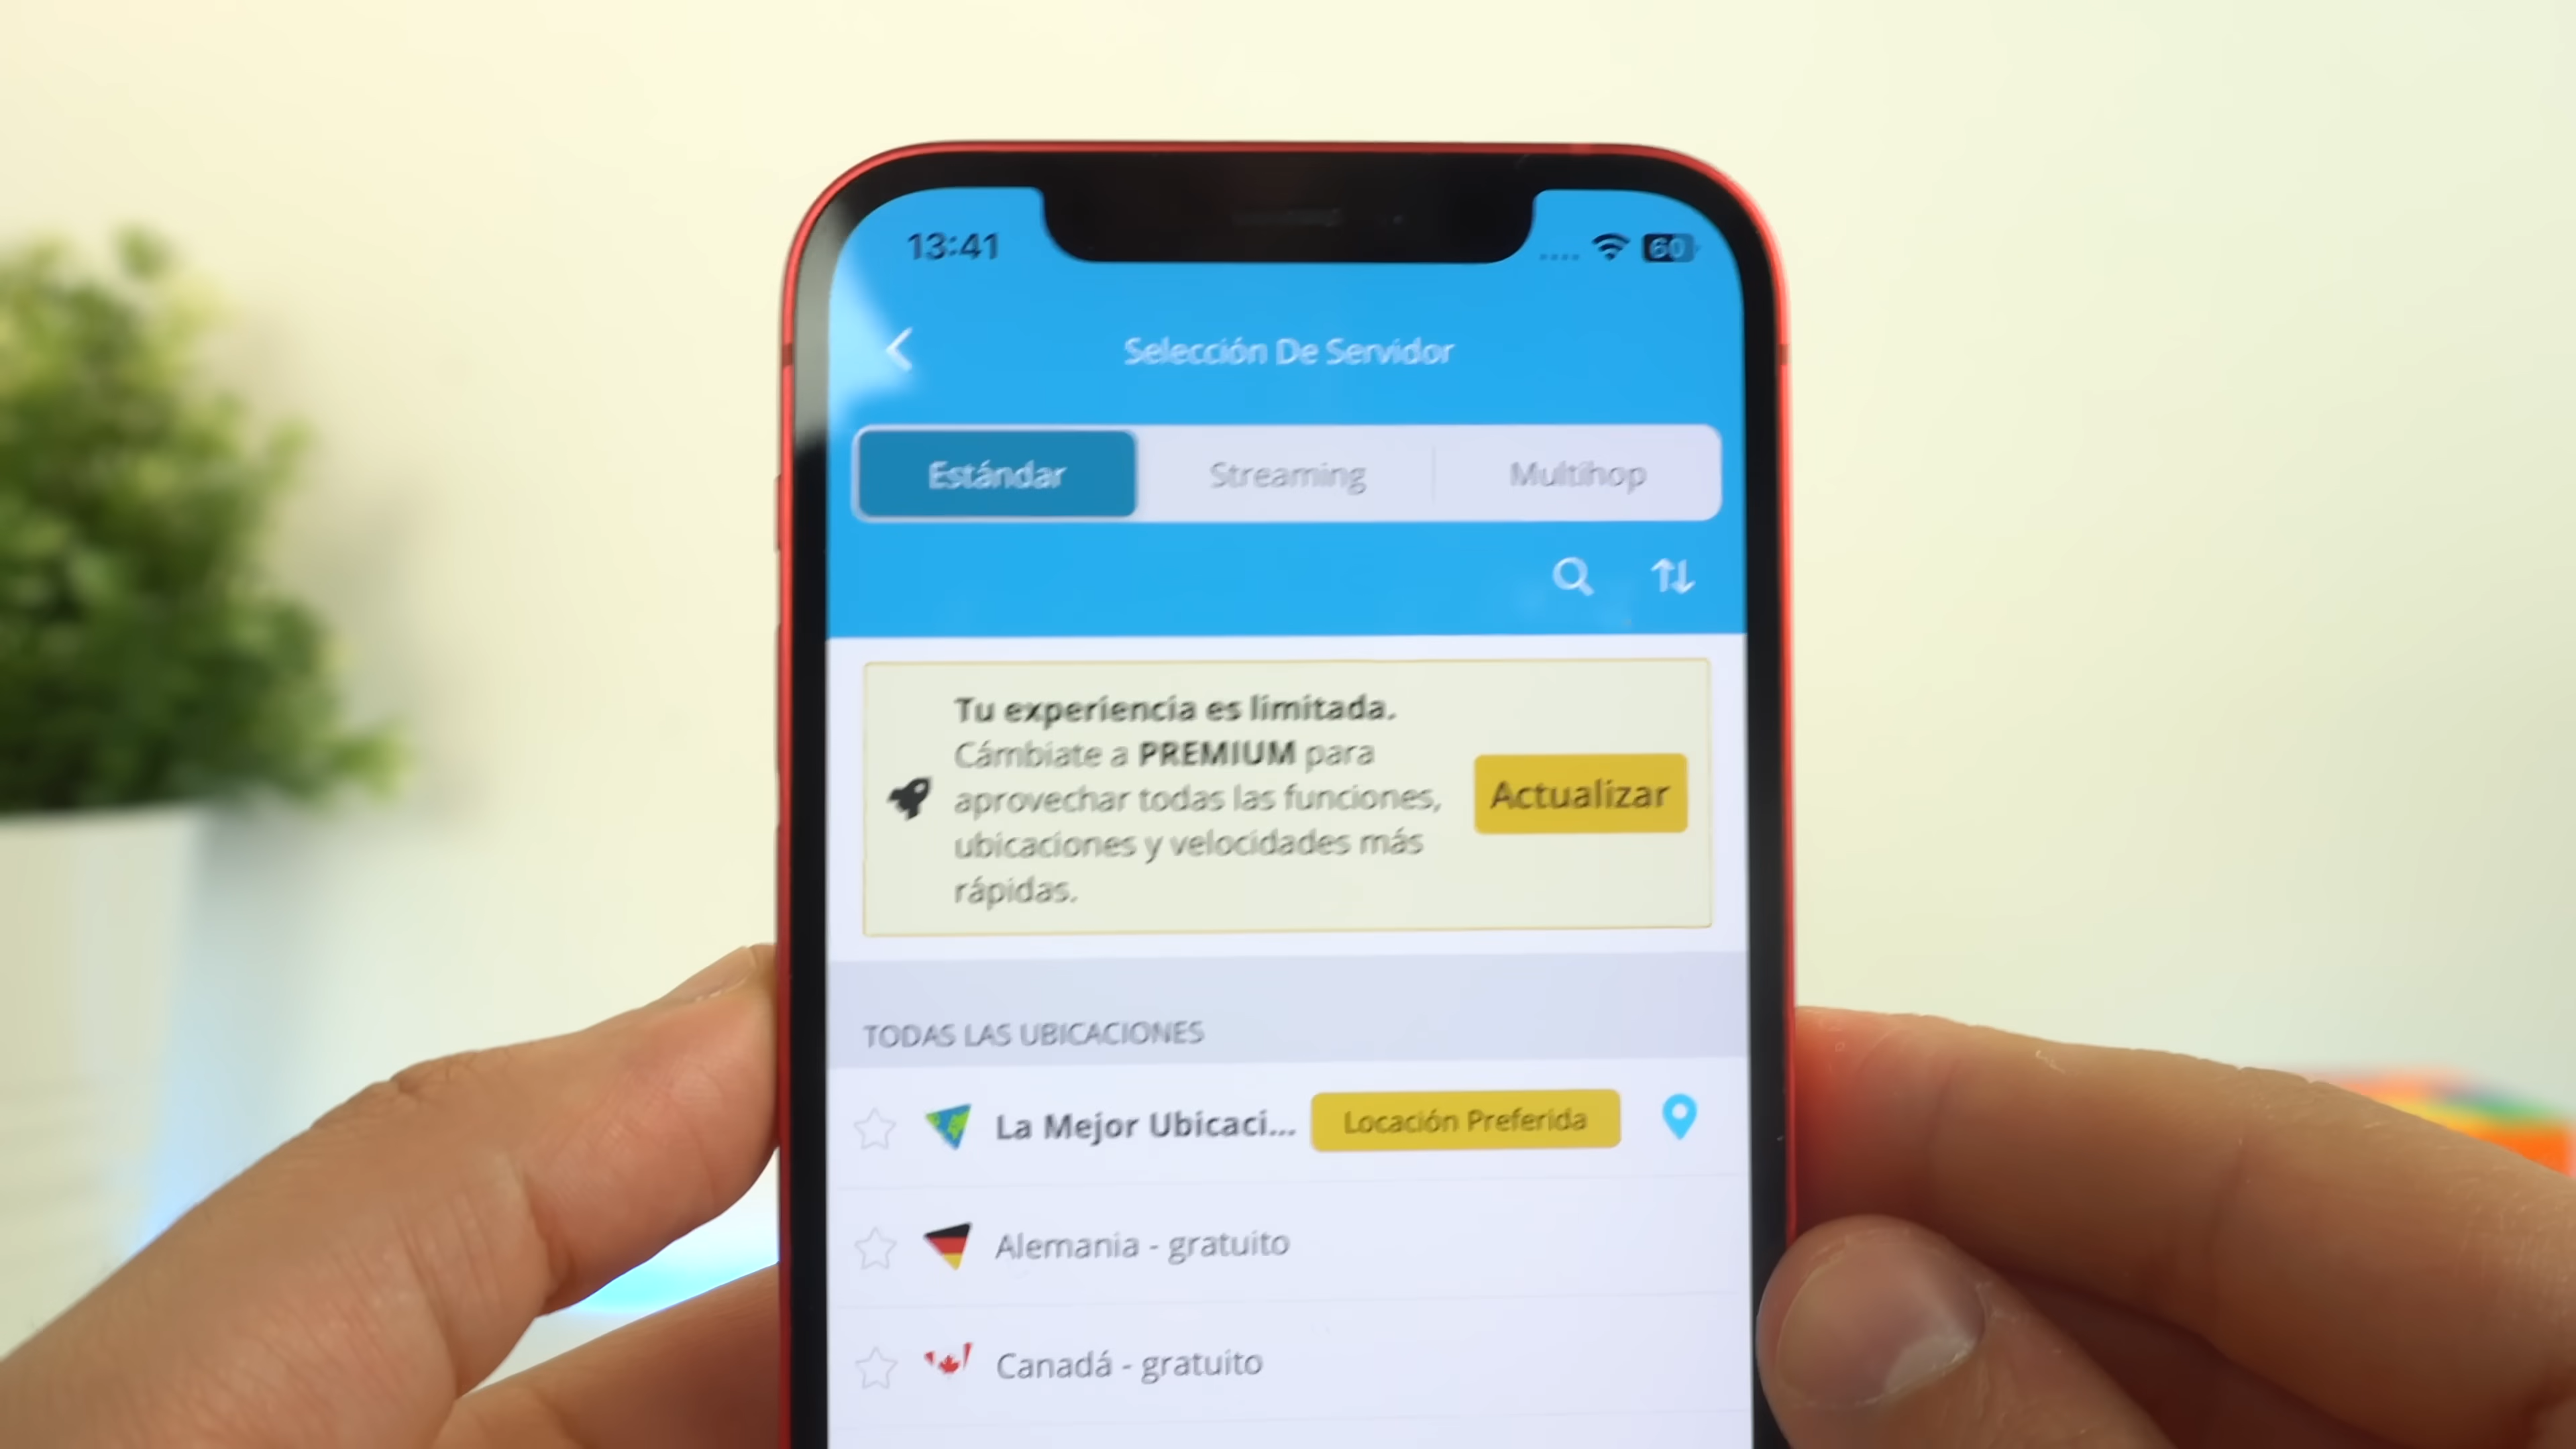 13:41
60
Selección De Servidor
Estándar Streaming Multihop
Tu experiencia es limitada.
Cámbiate a PREMIUM para
aprovechar todas las funciones,
ubicaciones y velocidades más
rápidas.
Actualizar
TODAS LAS UBICACIONES
La Mejor Ubicaci... Locación Preferida
Alemania - gratuito
Canadá - gratuito